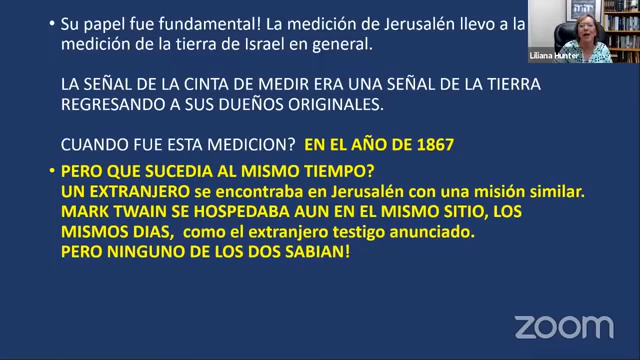 • Su papel fue fundamental! La medición de Jerusalén llevo a la
medición de la tierra de Israel en general.
LA SEÑAL DE LA CINTA DE MEDIR ERA UNA SEÑAL DE LA TIERRA
REGRESANDO A SUS DUEÑOS ORIGINALES.
CUANDO FUE ESTA MEDICION? EN EL AÑO DE 1867
• PERO QUE SUCEDIA AL MISMO TIEMPO?
UN EXTRANJERO se encontraba en Jerusalén con una misión similar.
MARK TWAIN SE HOSPEDABA AUN EN EL MISMO SITIO, LOS
MISMOS DIAS, como el extranjero testigo anunciado.
PERO NINGUNO DE LOS DOS SABIAN!
Liliana Hunter
zoom